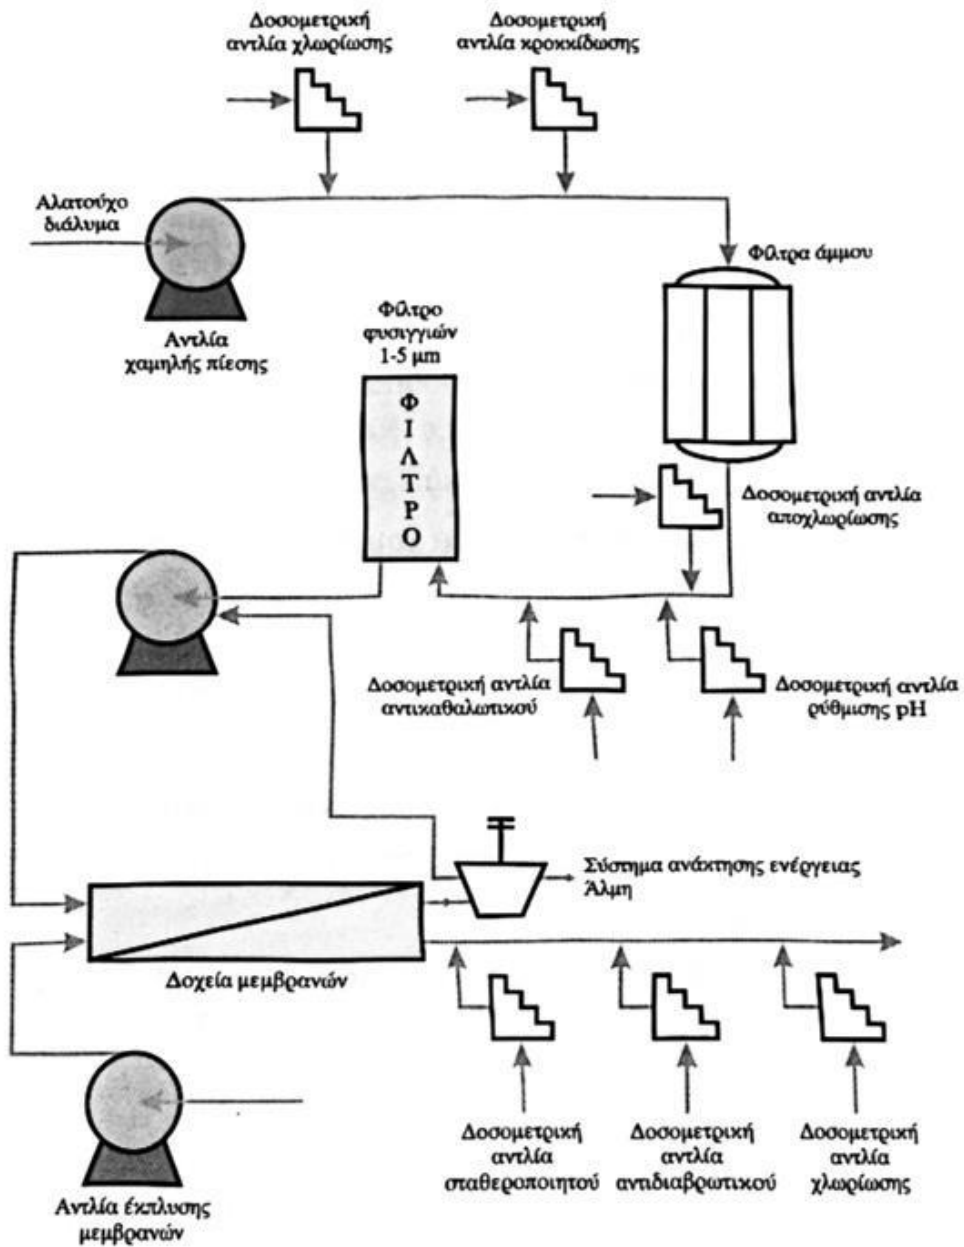 Δοσομετρική
αντλία χλωρίωσης
Δοσομετρική
αντλία κροκκίδωσης
Αλατούχο
διάλυμα
Φίλτρα άμμου
Αντλία
χαμηλής πίεσης
Φίλτρο
φυσιγγιών
1-5 μm
Φ
Ι
Λ
Τ
Ρ
Ο
Δοσομετρική αντλία
αποχλωρίωσης
Δοσομετρική αντλία
αντικαθαλωτικού
Δοσομετρική αντλία
ρύθμισης pH
Σύστημα ανάκτησης ενέργειας
Άλμη
Δοχεία μεμβρανών
Δοσομετρική
αντλία
σταθεροποιητού
Δοσομετρική
αντλία
αντιδιαβρωτικού
Δοσομετρική
αντλία
χλωρίωσης
Αντλία έκπλυσης
μεμβρανών